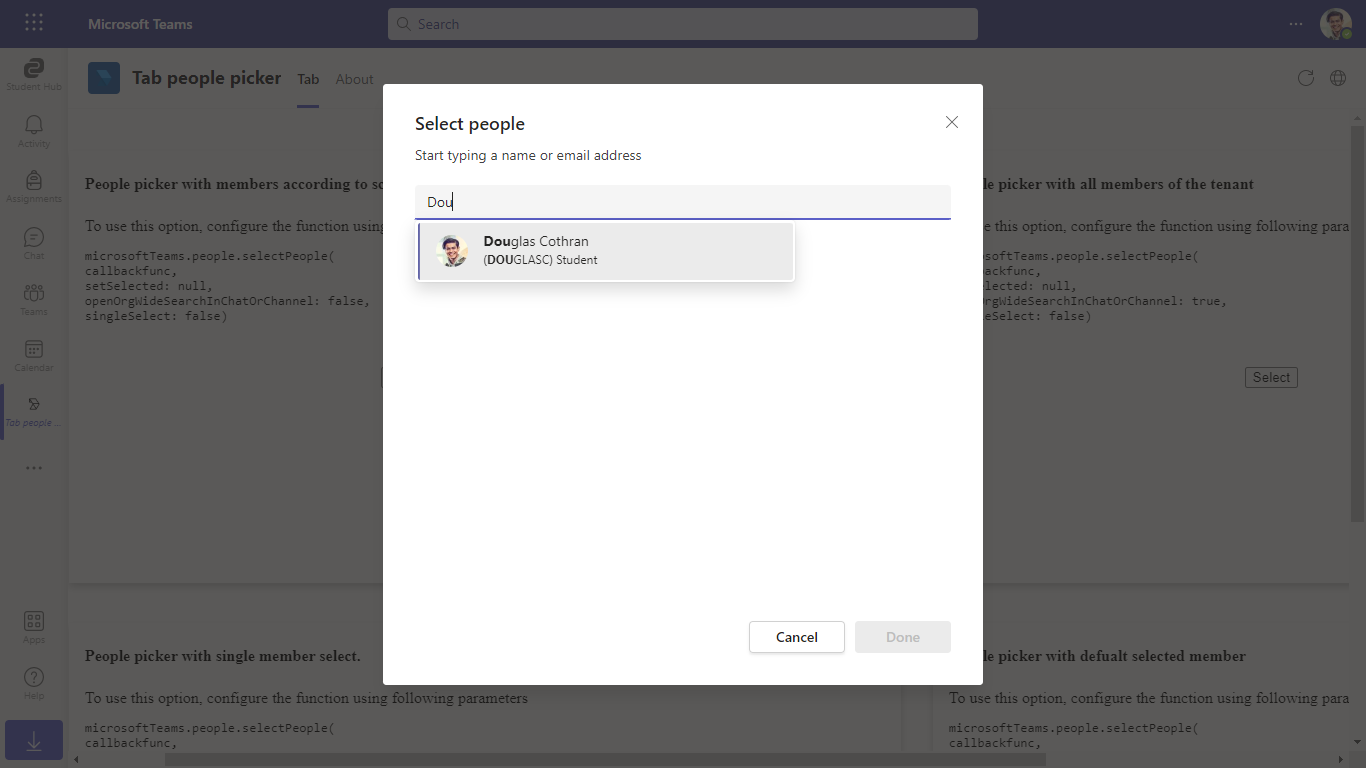 Microsoft Teams
Search
Student Hub
Activity
Assignments
Chat
Teams
Calendar
Tab people ...
Apps
Help
Tab people picker
Tab
About
People picker with members according to
To use this option, configure the function using
microsoftTeams.people.selectPeople(
callbackfunc,
setSelected: null,
openOrgWideSearchInChatOrChannel: false,
singleSelect: false)
Select people
Start typing a name or email address
Dou
Douglas Cothran
(DOUGLASC) Student
Cancel
Done
le picker with all members of the tenant
e this option, configure the function using following para
softTeams.people.selectPeople(
ackfunc,
elected: null,
OrgWideSearchInChatOrChannel: true,
eSelect: false)
Select
People picker with single member select.
To use this option, configure the function using following parameters
microsoftTeams.people.selectPeople(
callbackfunc,
le picker with defualt selected member
To use this option, configure the function using following para
microsoftTeams.people.selectPeople(
callbackfunc,